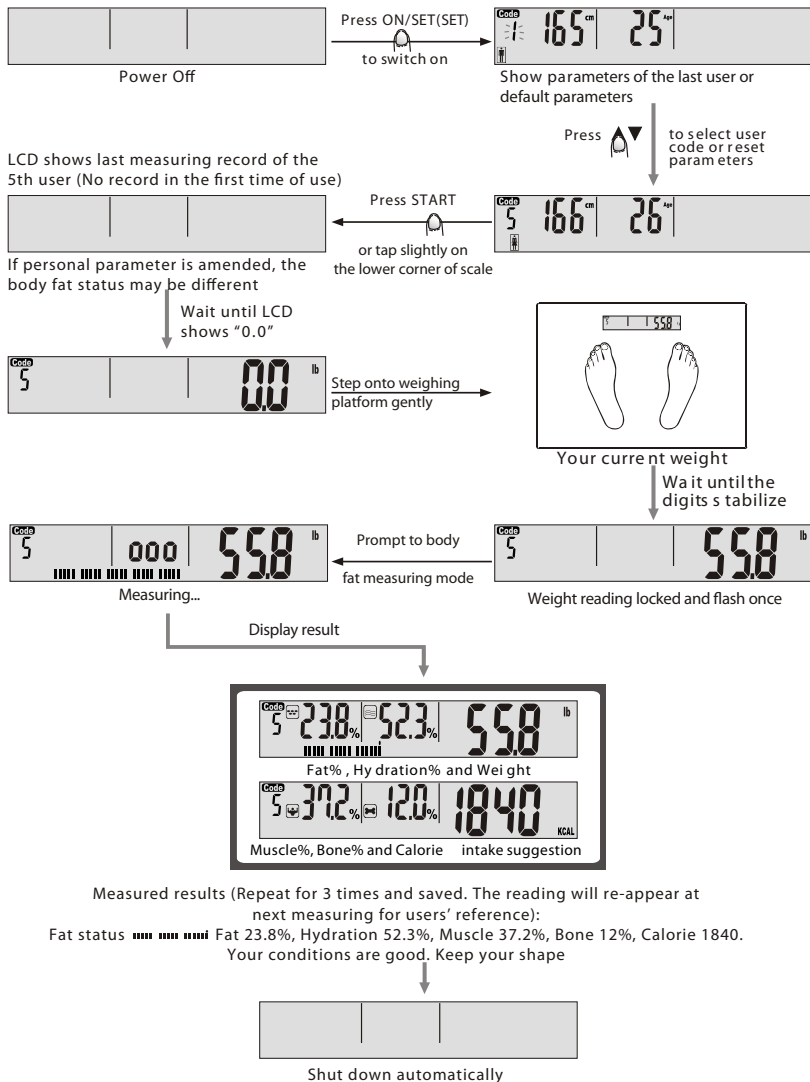 Press ON/SET(SET)
to switch on
Power Off
Code
1 165 cm 25 Age
Show parameters of the last user or
default parameters
Press ▲▼ to select user
code or reset
param eters
LCD shows last measuring record of the
5th user (No record in the first time of use)
Press START
or tap slightly on
the lower corner of scale
Code
5 166 cm 26 Age
If personal parameter is amended, the
body fat status may be different
Wait until LCD
shows “0.0”
Code
5 0.0 lb
Step onto weighing
platform gently
55.8
Your curre nt weight
Wa it until the
digits s tabilize
Code
5 000 55.8 lb
Measuring...
Prompt to body
fat measuring mode
Code
5 55.8 lb
Weight reading locked and flash once
Display result
Code
5 23.8% 52.3% 55.8 lb
Fat% , Hy dration% and Wei ght
Code
5 37.2% 12.0% 1840 KCAL
Muscle%, Bone% and Calorie intake suggestion
Measured results (Repeat for 3 times and saved. The reading will re-appear at
next measuring for users’ reference):
Fat status Fat 23.8%, Hydration 52.3%, Muscle 37.2%, Bone 12%, Calorie 1840.
Your conditions are good. Keep your shape
Shut down automatically